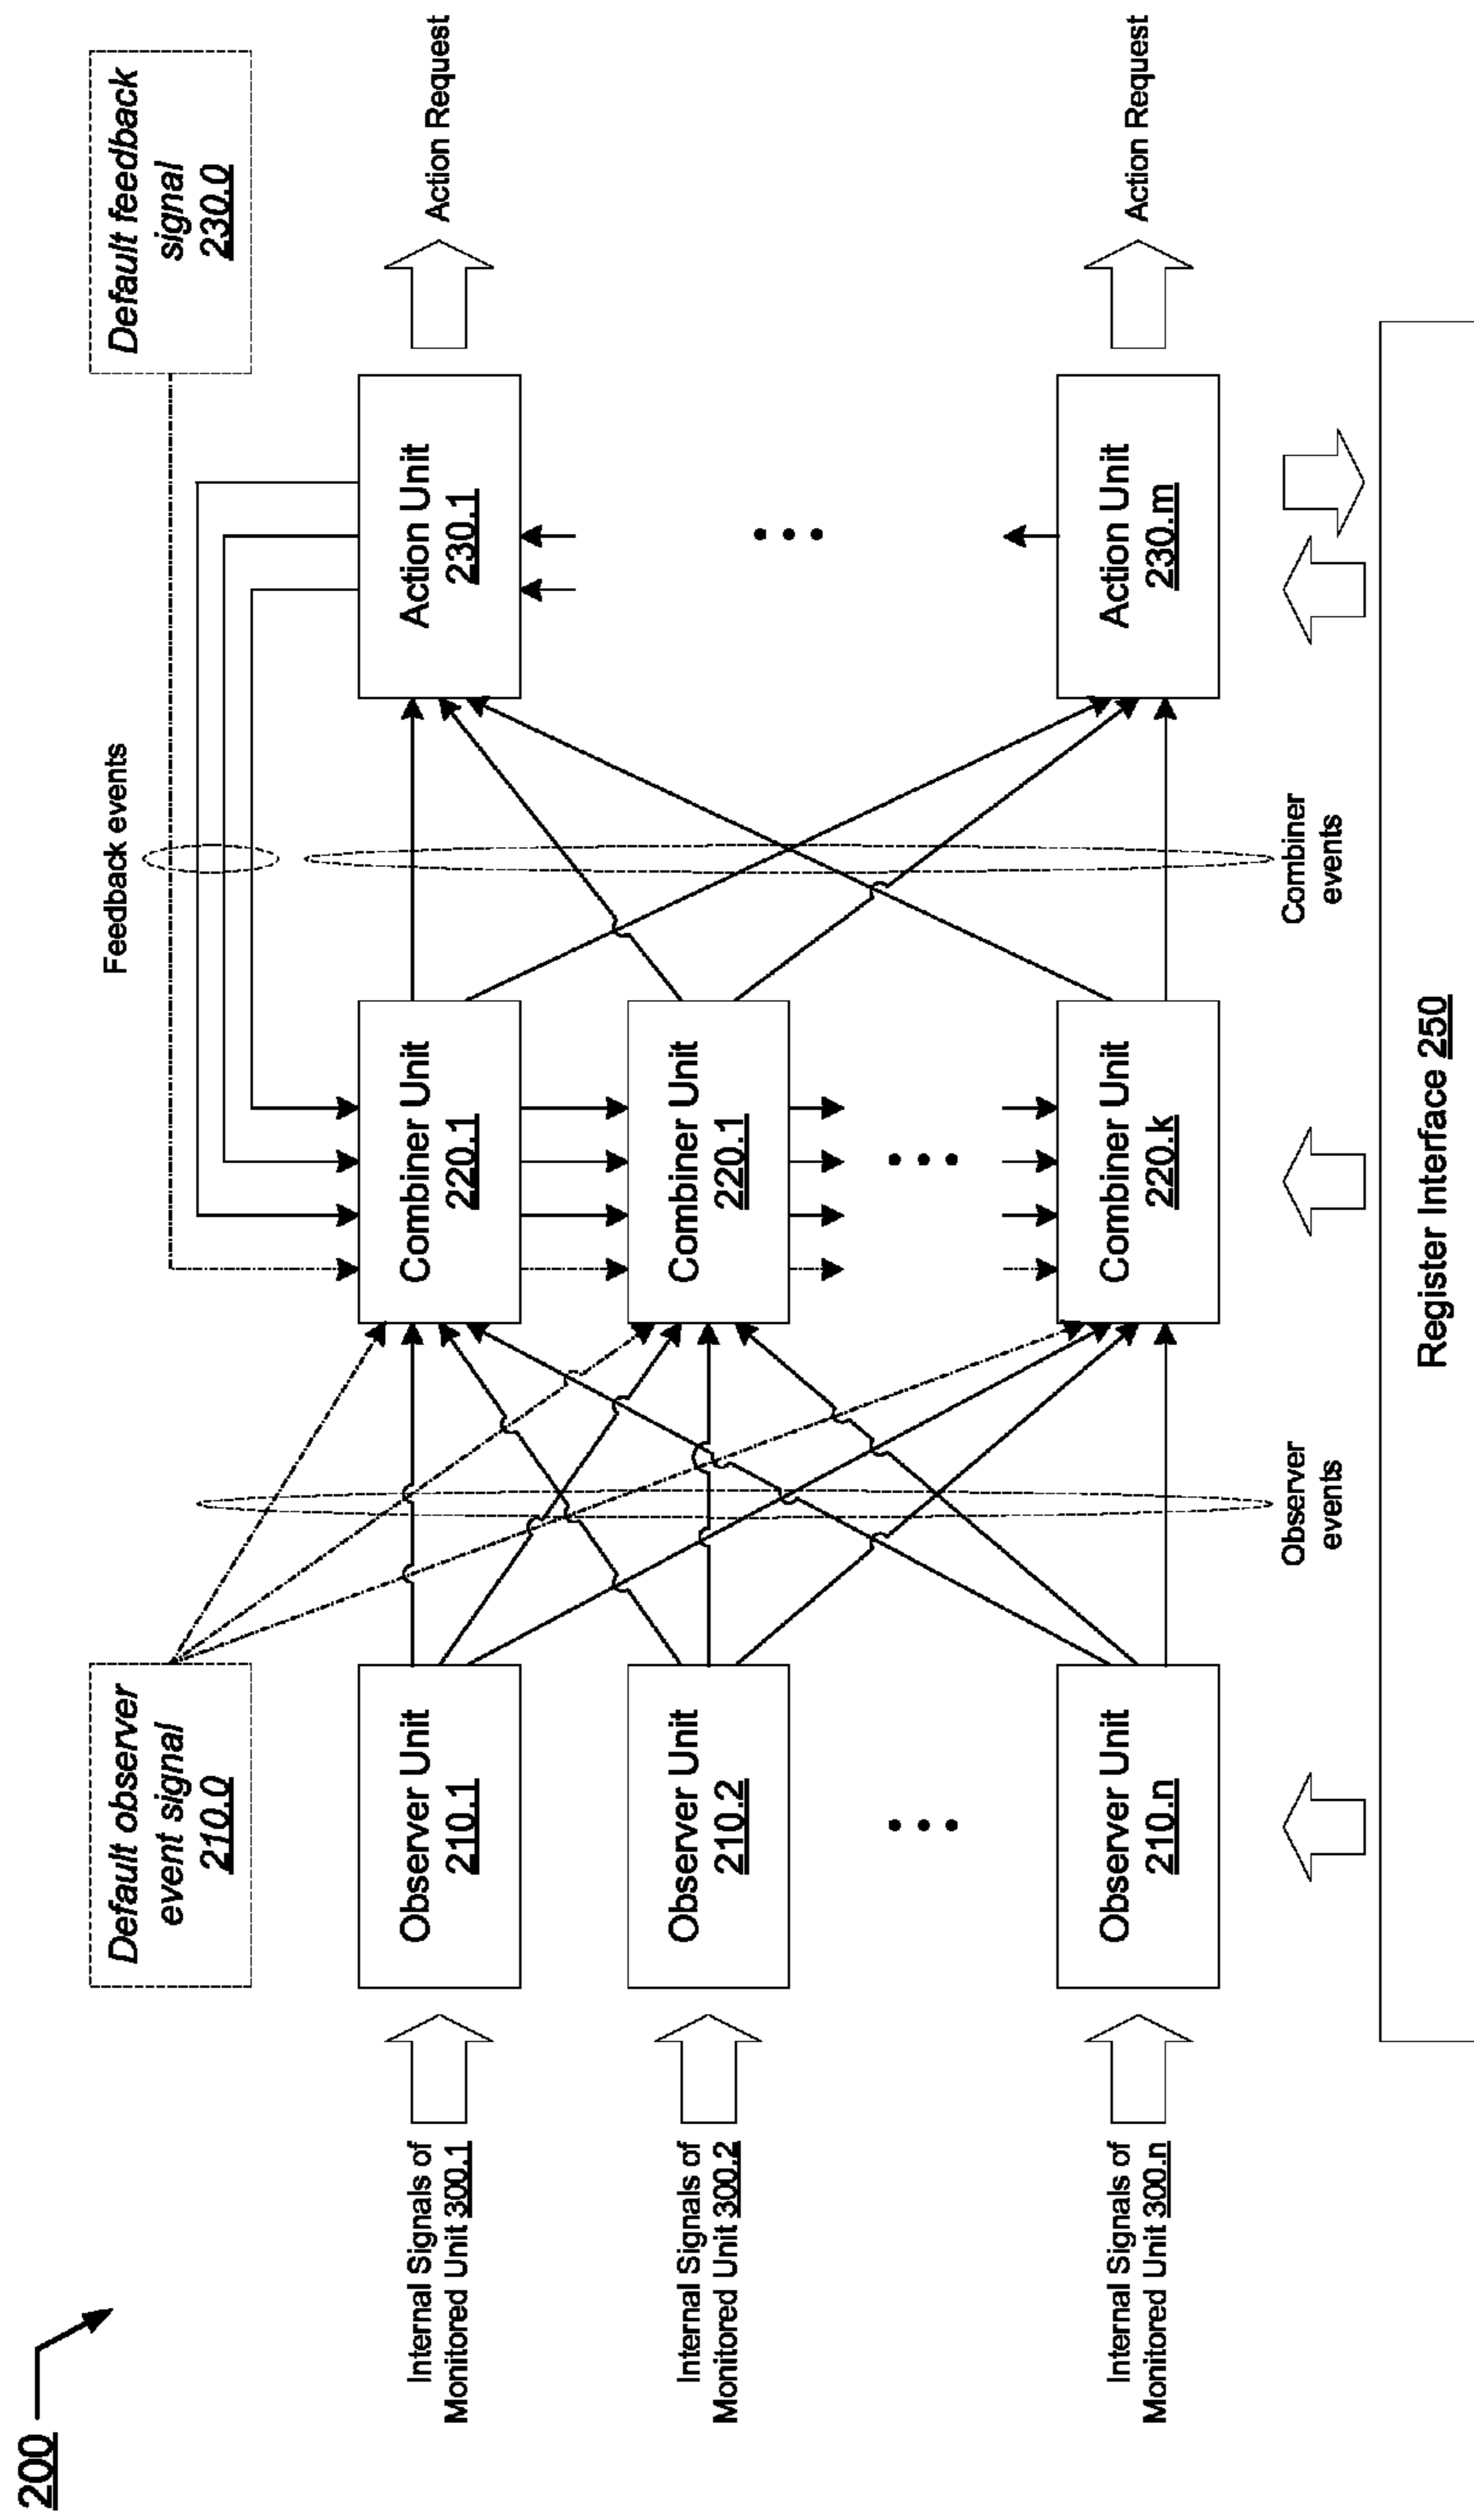 200
Default observer
event signal
210.0
Default feedback
signal
230.0
Feedback events
Internal Signals of
Monitored Unit 300.1
Observer Unit
210.1
Combiner Unit
220.1
Action Unit
230.1
Action Request
Internal Signals of
Monitored Unit 300.2
Observer Unit
210.2
Combiner Unit
220.1
Internal Signals of
Monitored Unit 300.n
Observer Unit
210.n
Combiner Unit
220.k
Action Unit
230.m
Action Request
Observer
events
Combiner
events
Register Interface 250